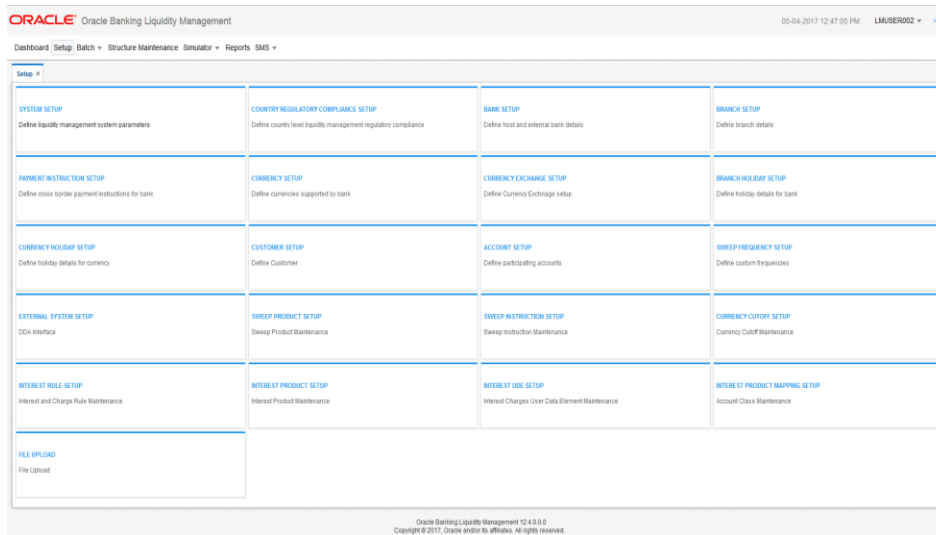 ORACLE® Oracle Banking Liquidity Management 05-04-2017 12:47:05 PM LMUSER002
Dashboard Setup Batch Structure Maintenance Simulator Reports SMS
Setup ×
SYSTEM SETUP
Define liquidity management system parameters
COUNTRY REGULATORY COMPLIANCE SETUP
Define country level liquidity management regulatory compliance
BANK SETUP
Define host and external bank details
BRANCH SETUP
Define branch details
PAYMENT INSTRUCTION SETUP
Define cross border payment instructions for bank
CURRENCY SETUP
Define currencies supported by bank
CURRENCY EXCHANGE SETUP
Define Currency Exchnage setup
BRANCH HOLIDAY SETUP
Define holiday details for bank
CURRENCY HOLIDAY SETUP
Define holiday details for currency
CUSTOMER SETUP
Define Customer
ACCOUNT SETUP
Define participating accounts
SWEEP FREQUENCY SETUP
Define custom frequencies
EXTERNAL SYSTEM SETUP
DDA Interface
SWEEP PRODUCT SETUP
Sweep Product Maintenance
SWEEP INSTRUCTION SETUP
Sweep Instruction Maintenance
CURRENCY CUTOFF SETUP
Currency Cutoff Maintenance
INTEREST RULE SETUP
Interest and Charge Rule Maintenance
INTEREST PRODUCT SETUP
Interest Product Maintenance
INTEREST UDE SETUP
Interest Charges User Data Element Maintenance
INTEREST PRODUCT MAPPING SETUP
Account Class Maintenance
FILE UPLOAD
File Upload
Oracle Banking Liquidity Management 12.4.0.0.0
Copyright © 2017, Oracle and/or its affiliates. All rights reserved.